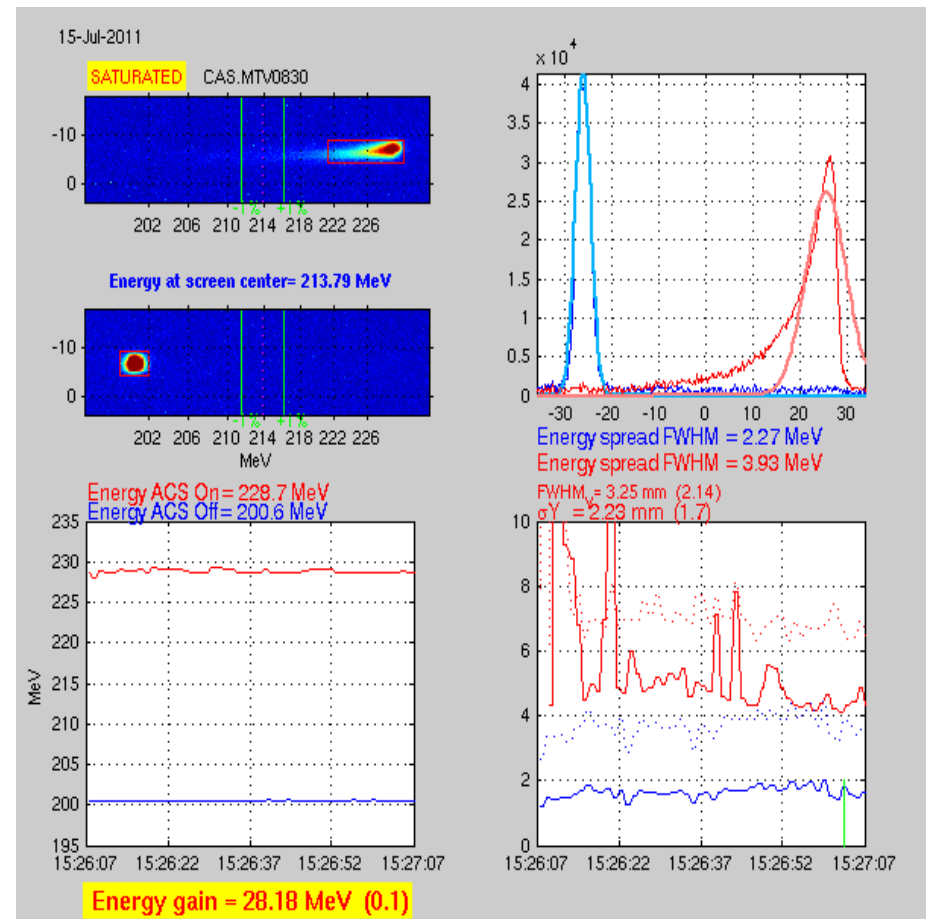 15-Jul-2011
SATURATED CAS.MTV0830
-10
0
-1% +1%
202 206 210 214 218 222 226
Energy at screen center= 213.79 MeV
-10
0
-1% +1%
202 206 210 214 218 222 226
MeV
x 10^4
4
3.5
3
2.5
2
1.5
1
0.5
0
-30 -20 -10 0 10 20 30
Energy spread FWHM = 2.27 MeV
Energy spread FWHM = 3.93 MeV
Energy ACS On= 228.7 MeV
Energy ACS Off= 200.6 MeV
235
230
225
220
215
210
205
200
195
MeV
15:26:07 15:26:22 15:26:37 15:26:52 15:27:07
FWHM_y= 3.25 mm (2.14)
σY = 2.23 mm (1.7)
10
8
6
4
2
0
15:26:07 15:26:22 15:26:37 15:26:52 15:27:07
Energy gain = 28.18 MeV (0.1)